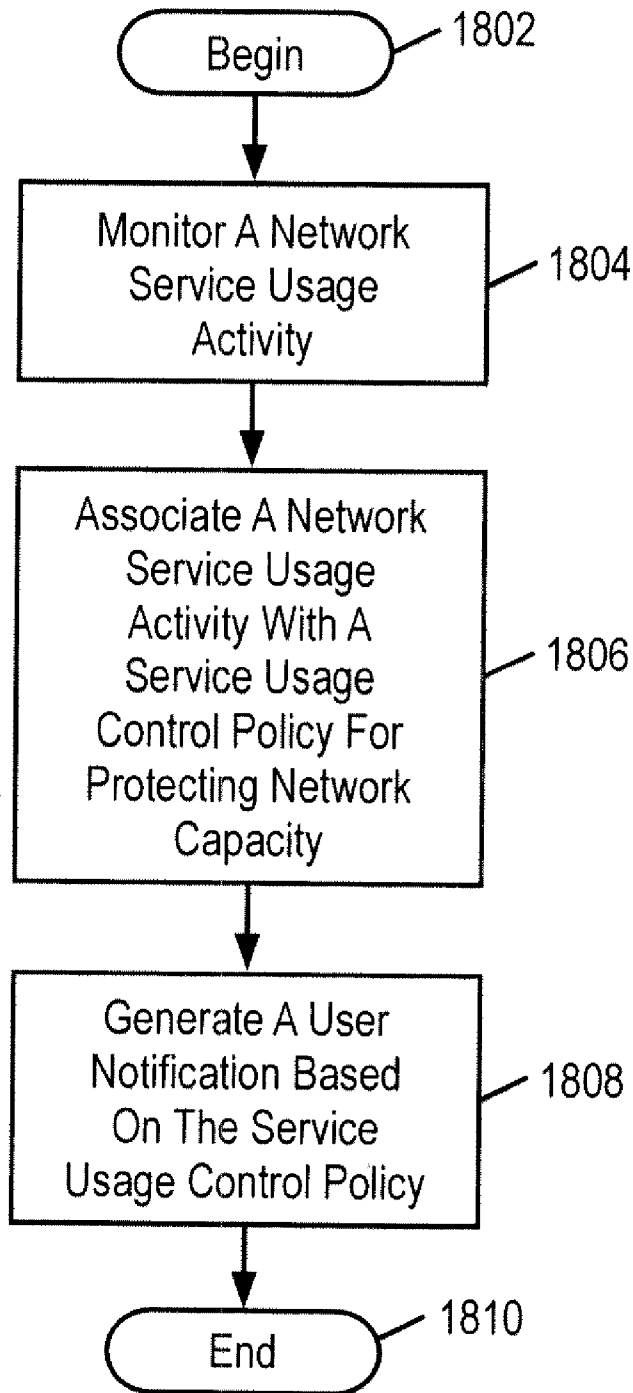 Begin
1802
Monitor A Network
Service Usage
Activity
1804
Associate A Network
Service Usage
Activity With A
Service Usage
Control Policy For
Protecting Network
Capacity
1806
Generate A User
Notification Based
On The Service
Usage Control Policy
1808
End
1810